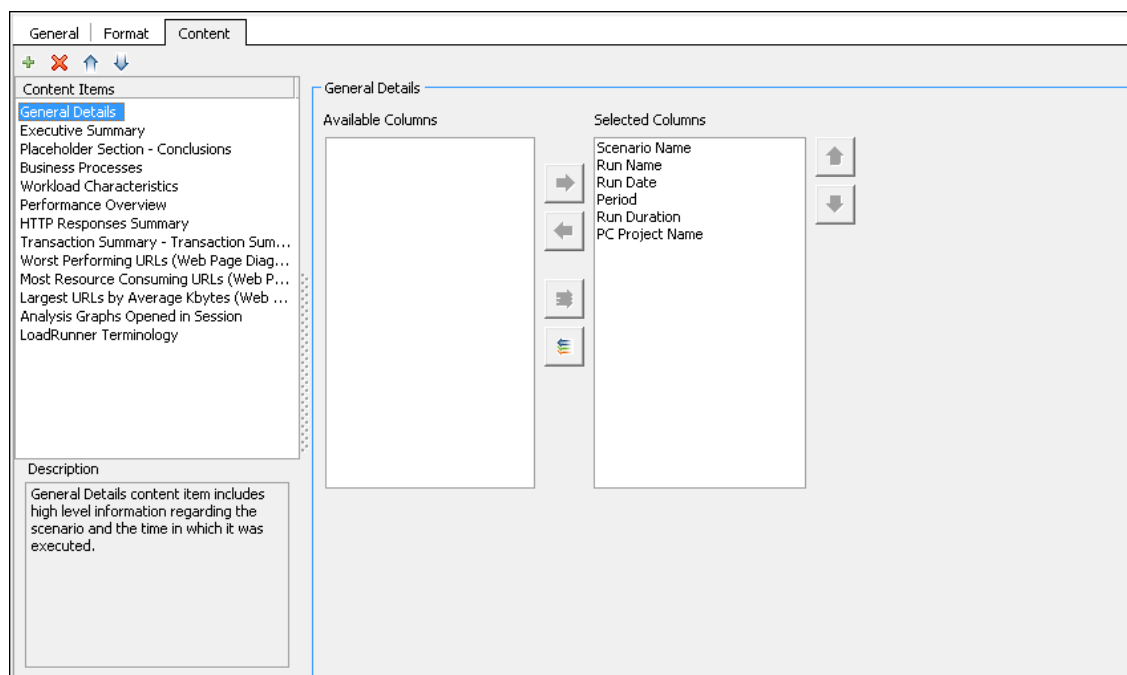 General
Format
Content
Content Items
General Details
Executive Summary
Placeholder Section - Conclusions
Business Processes
Workload Characteristics
Performance Overview
HTTP Responses Summary
Transaction Summary - Transaction Sum...
Worst Performing URLs (Web Page Diag...
Most Resource Consuming URLs (Web P...
Largest URLs by Average Kbytes (Web ...
Analysis Graphs Opened in Session
LoadRunner Terminology
Description
General Details content item includes
high level information regarding the
scenario and the time in which it was
executed.
General Details
Available Columns
Selected Columns
Scenario Name
Run Name
Run Date
Period
Run Duration
PC Project Name